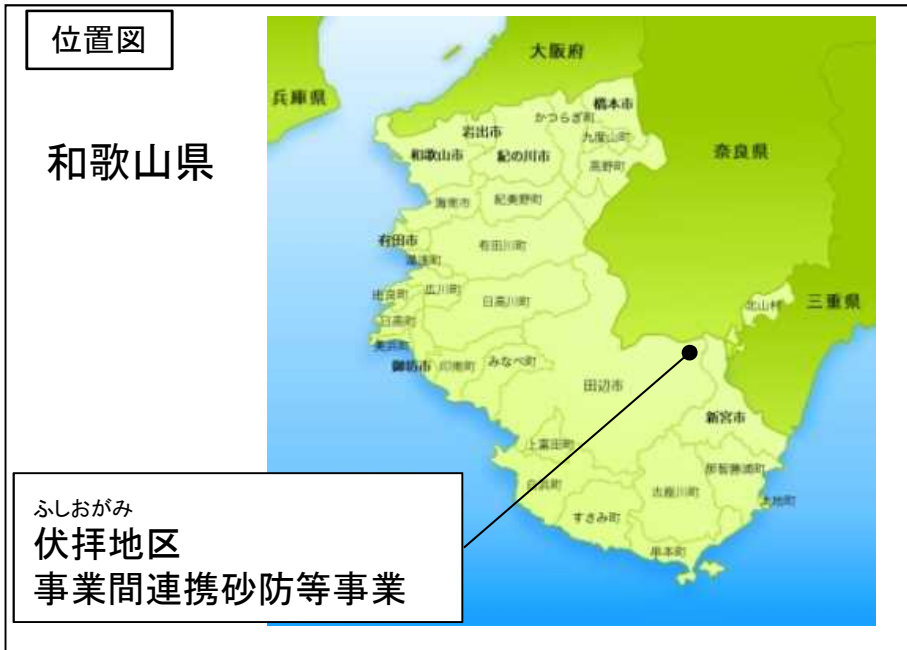 位置図
和歌山県
兵庫県
大阪府
奈良県
三重県
橋本市
かつらぎ町
岩出市
九度山町
和歌山市
紀の川市
高野町
海南市
紀美野町
有田市
有田川町
湯浅町
由良町
広川町
日高川町
北山村
日高町
美浜町
御坊市
印南町
みなべ町
田辺市
新宮市
上富田町
那智勝浦町
白浜町
古座川町
太地町
すさみ町
串本町
ふしおがみ
伏拝地区
事業間連携砂防等事業